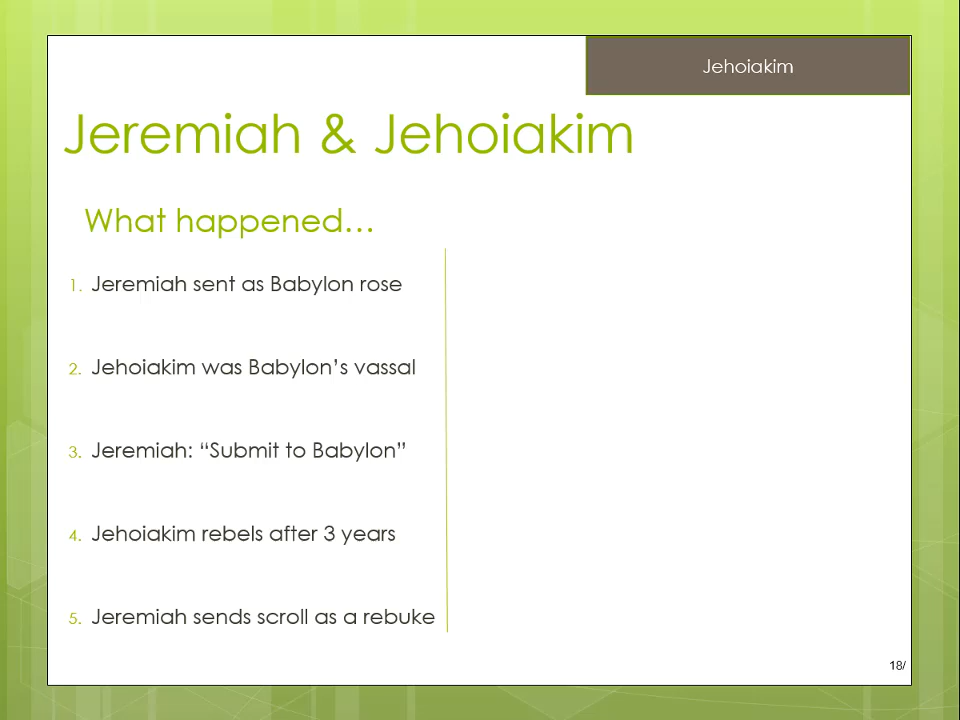 Jehoiakim
Jeremiah & Jehoiakim
What happened…
1. Jeremiah sent as Babylon rose
2. Jehoiakim was Babylon’s vassal
3. Jeremiah: “Submit to Babylon”
4. Jehoiakim rebels after 3 years
5. Jeremiah sends scroll as a rebuke
18/